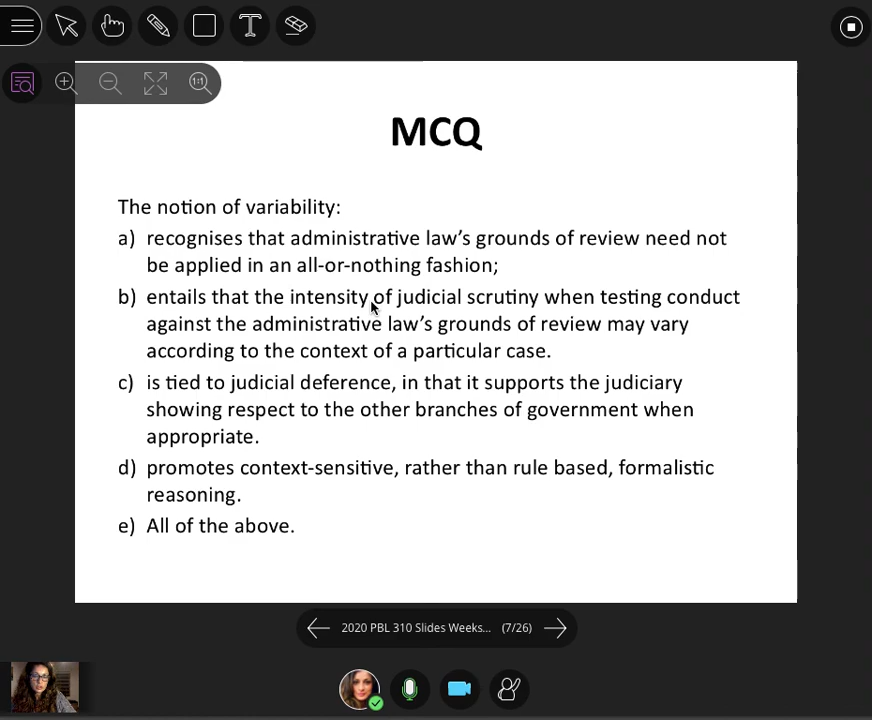 T
1:1
MCQ
The notion of variability:
a) recognises that administrative law's grounds of review need not
be applied in an all-or-nothing fashion;
b) entails that the intensity of judicial scrutiny when testing conduct
against the administrative law's grounds of review may vary
according to the context of a particular case.
c) is tied to judicial deference, in that it supports the judiciary
showing respect to the other branches of government when
appropriate.
d) promotes context-sensitive, rather than rule based, formalistic
reasoning.
e) All of the above.
2020 PBL 310 Slides Weeks... (7/26)